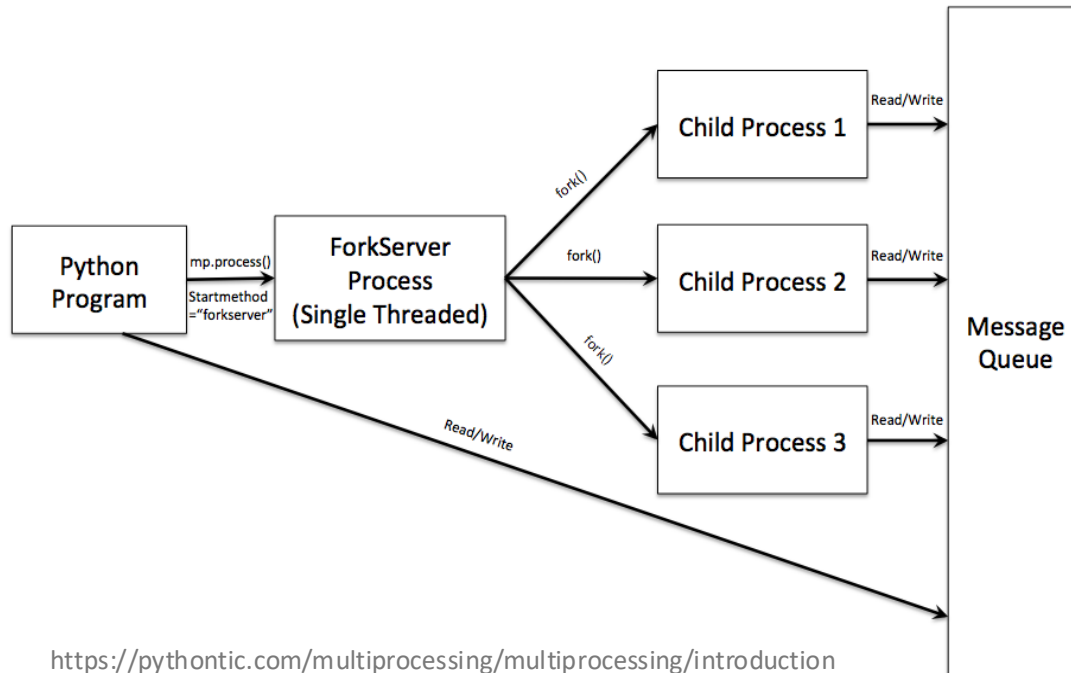 Python
Program
mp.process()
Startmethod
="forkserver"
ForkServer
Process
(Single Threaded)
fork()
fork()
fork()
Child Process 1
Child Process 2
Child Process 3
Read/Write
Read/Write
Read/Write
Read/Write
Message
Queue
https://pythontic.com/multiprocessing/multiprocessing/introduction